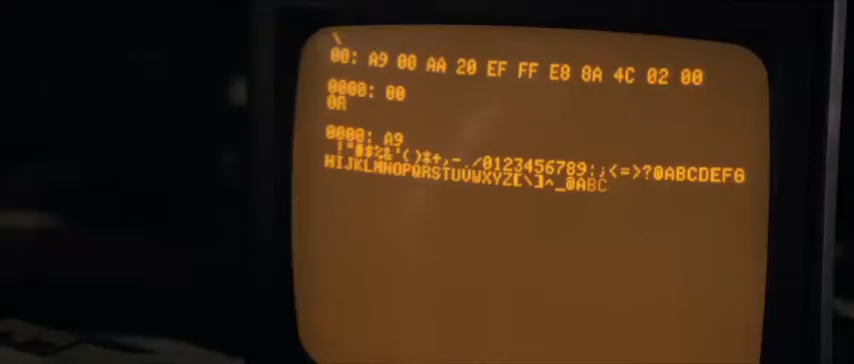 \
00: A9 00 AA 20 EF FF E8 8A 4C 02 00
0000: 00
0R
0000: A9
!"#$%&'()*+,-./0123456789:;<=>?@ABCDEFG
HIJKLMNOPQRSTUVWXYZ[\]^_@ABC